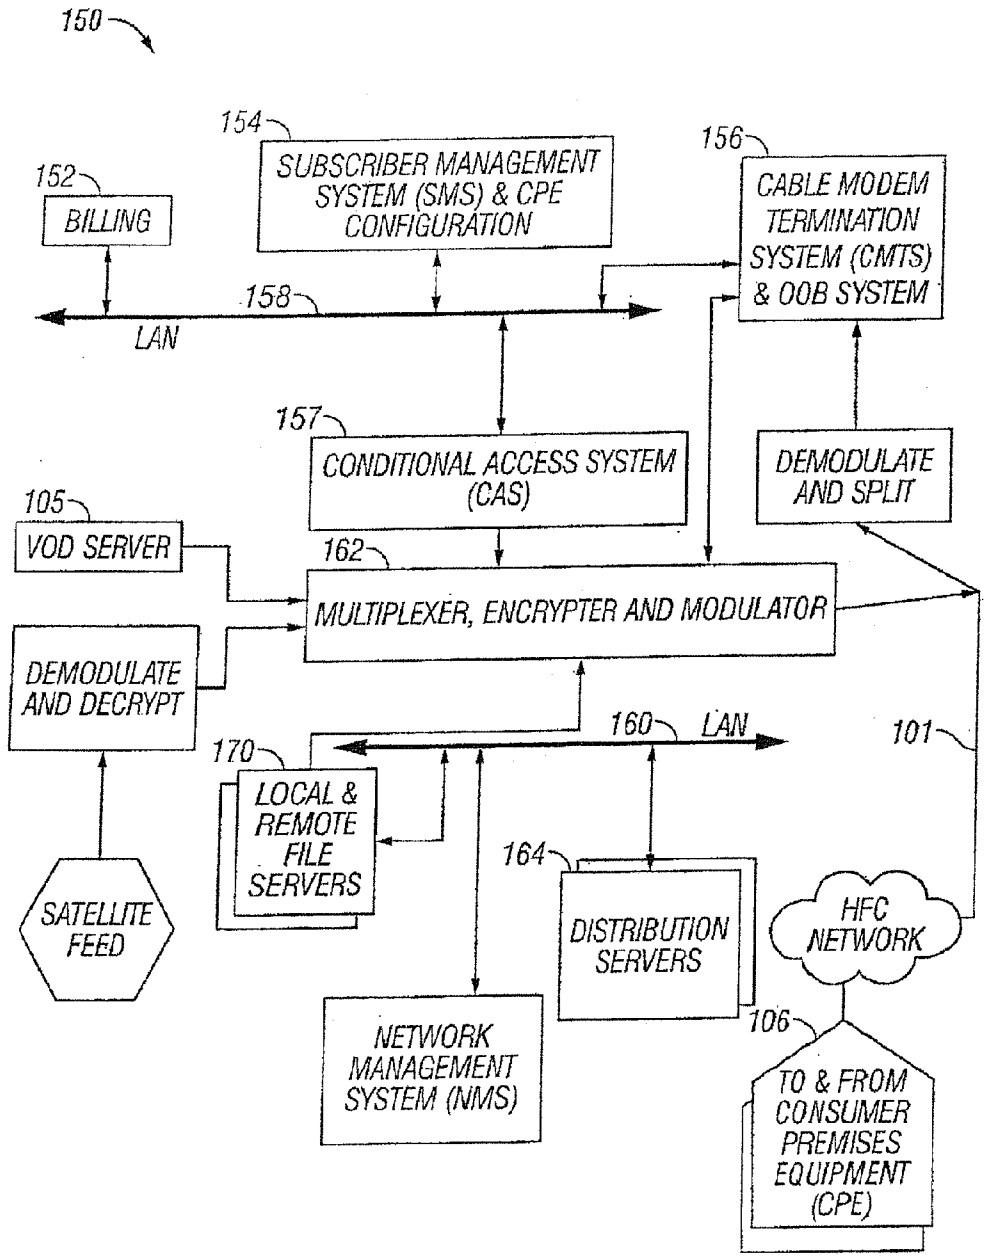 150
154
SUBSCRIBER MANAGEMENT
SYSTEM (SMS) & CPE
CONFIGURATION
152
BILLING
156
CABLE MODEM
TERMINATION
SYSTEM (CMTS)
& OOB SYSTEM
158
LAN
157
CONDITIONAL ACCESS SYSTEM
(CAS)
DEMODULATE
AND SPLIT
105
VOD SERVER
162
MULTIPLEXER, ENCRYPTER AND MODULATOR
DEMODULATE
AND DECRYPT
160
LAN
101
170
LOCAL &
REMOTE
FILE
SERVERS
SATELLITE
FEED
164
DISTRIBUTION
SERVERS
HFC
NETWORK
NETWORK
MANAGEMENT
SYSTEM (NMS)
106
TO & FROM
CONSUMER
PREMISES
EQUIPMENT
(CPE)